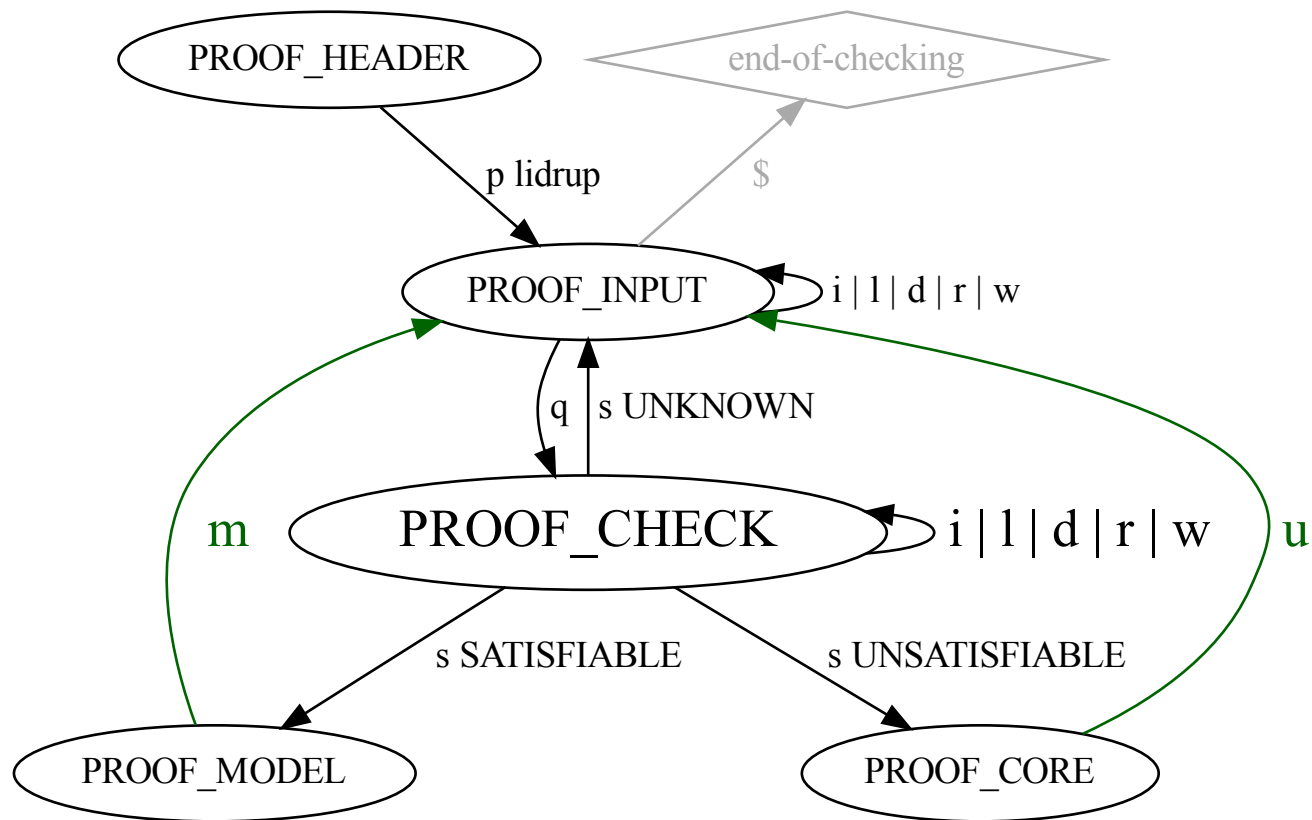 PROOF_HEADER
end-of-checking
p lidrup
$
PROOF_INPUT
i | l | d | r | w
q
s UNKNOWN
PROOF_CHECK
i | l | d | r | w
m
u
s SATISFIABLE
s UNSATISFIABLE
PROOF_MODEL
PROOF_CORE